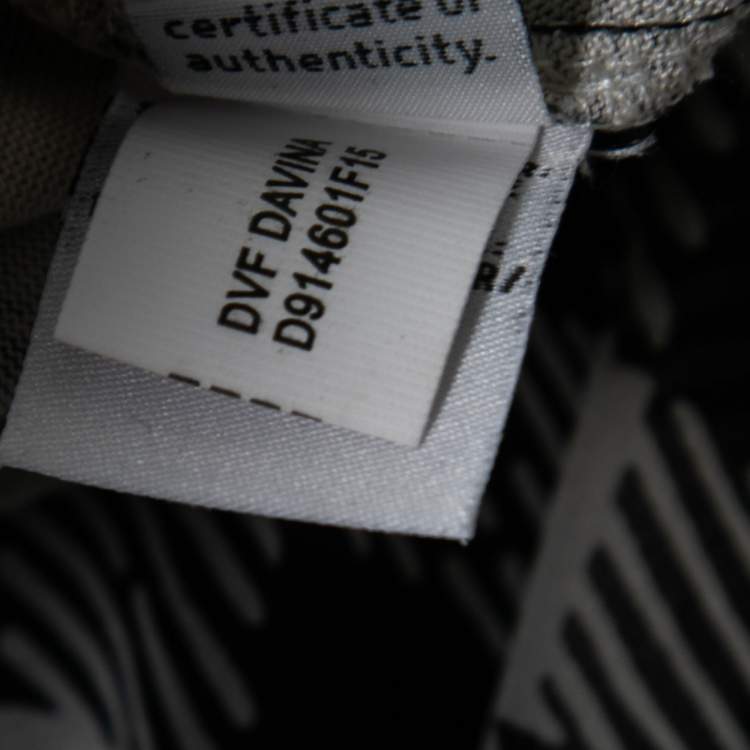 certificate of
authenticity.
DVF DAVINA
D914601F15
R/